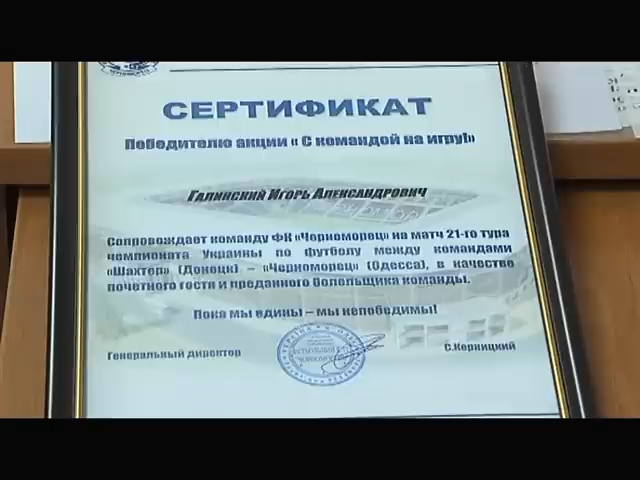 СЕРТИФИКАТ
Победителю акции « С командой на игру!»
Галинский Игорь Александрович
Сопровождает команду ФК «Черноморец» на матч 21-го тура
чемпионата Украины по футболу между командами
«Шахтер» (Донецк) – «Черноморец» (Одесса), в качестве
почетного гостя и преданного болельщика команды.
Пока мы едины – мы непобедимы!
Генеральный директор
С.Керницкий